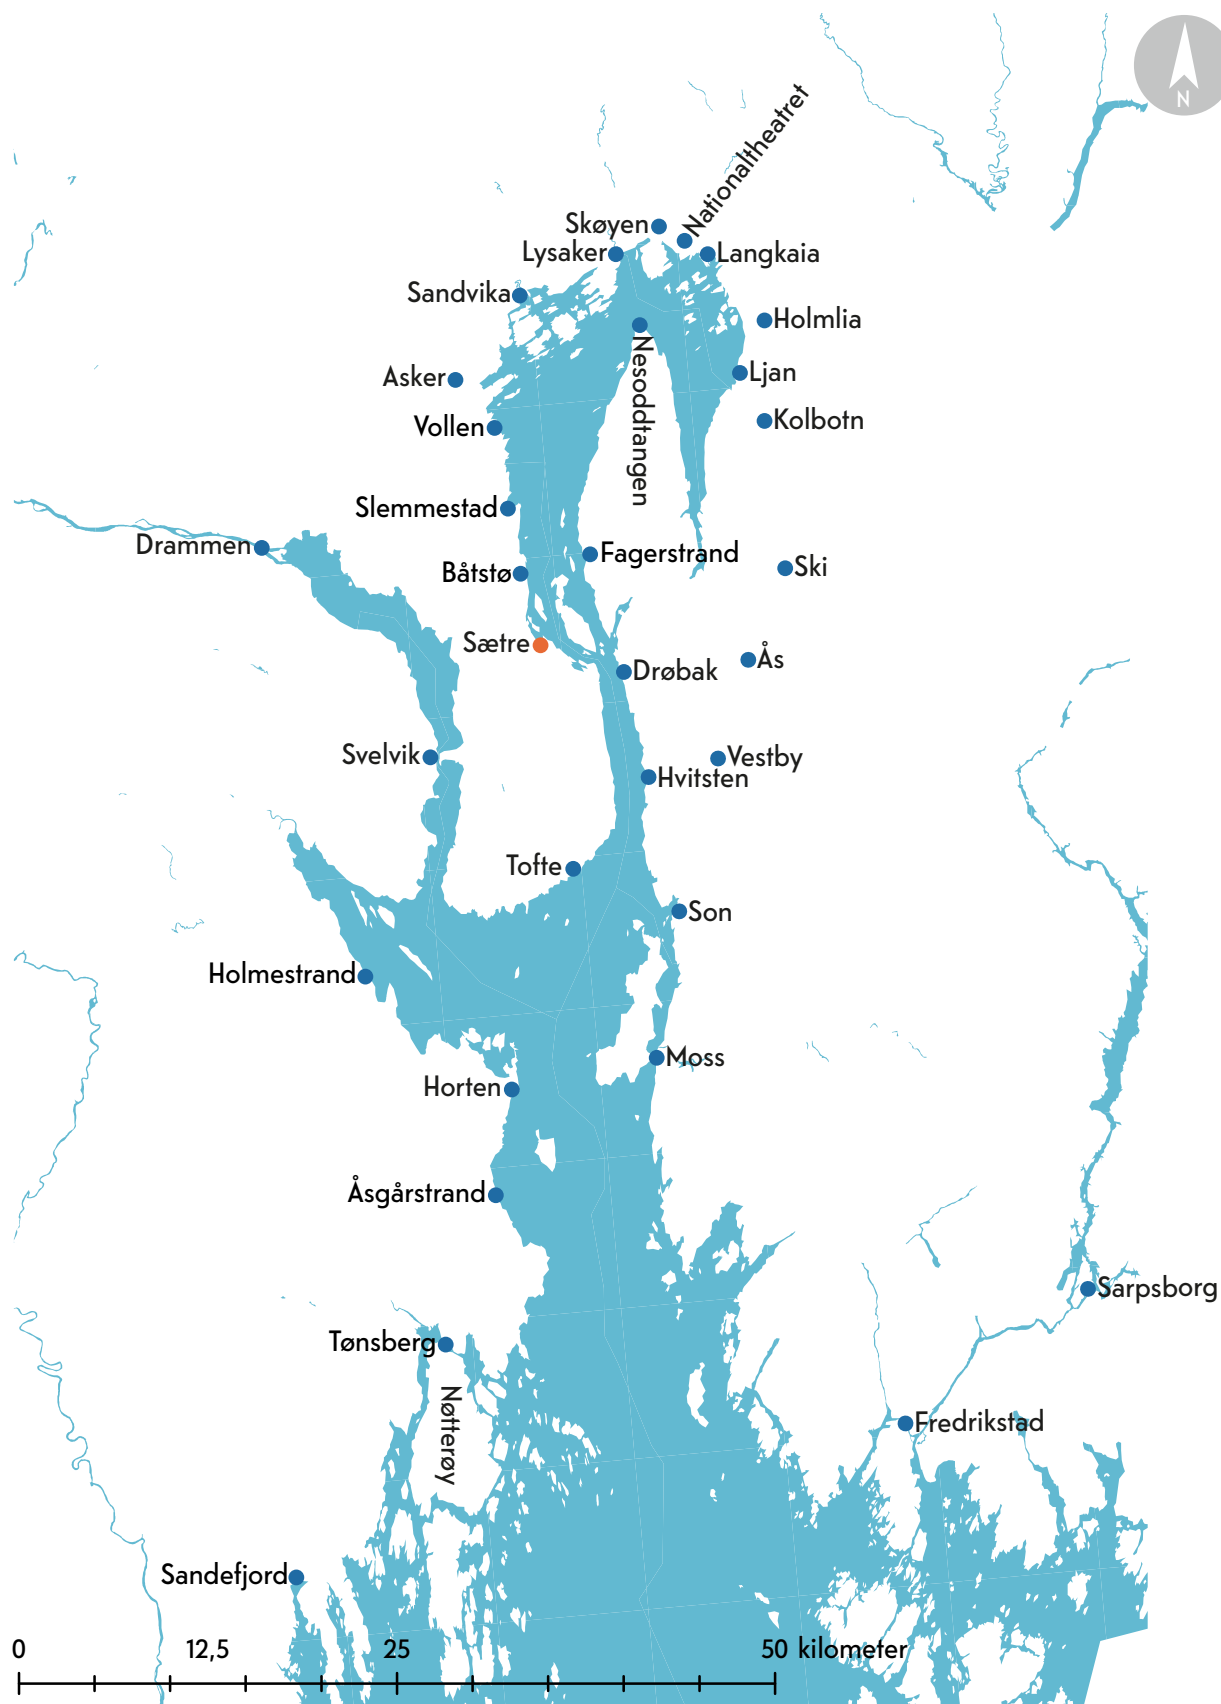 N
Nationaltheatret
Skøyen
Lysaker
Langkaia
Sandvika
Holmlia
Nesoddtangen
Asker
Ljan
Vollen
Kolbotn
Slemmestad
Drammen
Fagerstrand
Båtstø
Ski
Sætre
Ås
Drøbak
Svelvik
Vestby
Hvitsten
Tofte
Son
Holmestrand
Moss
Horten
Åsgårstrand
Sarpsborg
Tønsberg
Nøtterøy
Fredrikstad
Sandefjord
0 12,5 25 50 kilometer